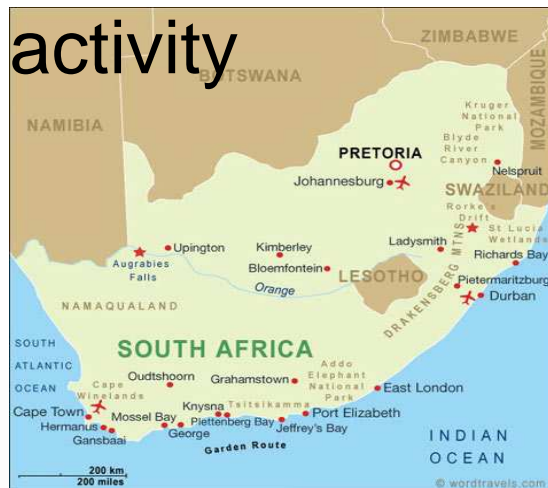 activity
ZIMBABWE
BOTSWANA
MOZAMBIQUE
NAMIBIA
Kruger
National
Park
Blyde
River
Canyon
PRETORIA
Nelspruit
Johannesburg
SWAZILAND
Rorke's
Drift
St Lucia
Wetlands
Upington
Kimberley
Ladysmith
Augrabies
Falls
Bloemfontein
LESOTHO
Richards Bay
Orange
DRAKENSBERG MTNS
Pietermaritzburg
Durban
NAMAQUALAND
SOUTH AFRICA
SOUTH
ATLANTIC
OCEAN
Cape
Winelands
Oudtshoorn
Grahamstown
Addo
Elephant
National
Park
East London
Cape Town
Mossel Bay
Knysna
Tsitsikamma
Port Elizabeth
Hermanus
George
Plettenberg Bay
Jeffrey's Bay
Gansbaai
Garden Route
INDIAN
OCEAN
200 km
200 miles
© wordtravels.com